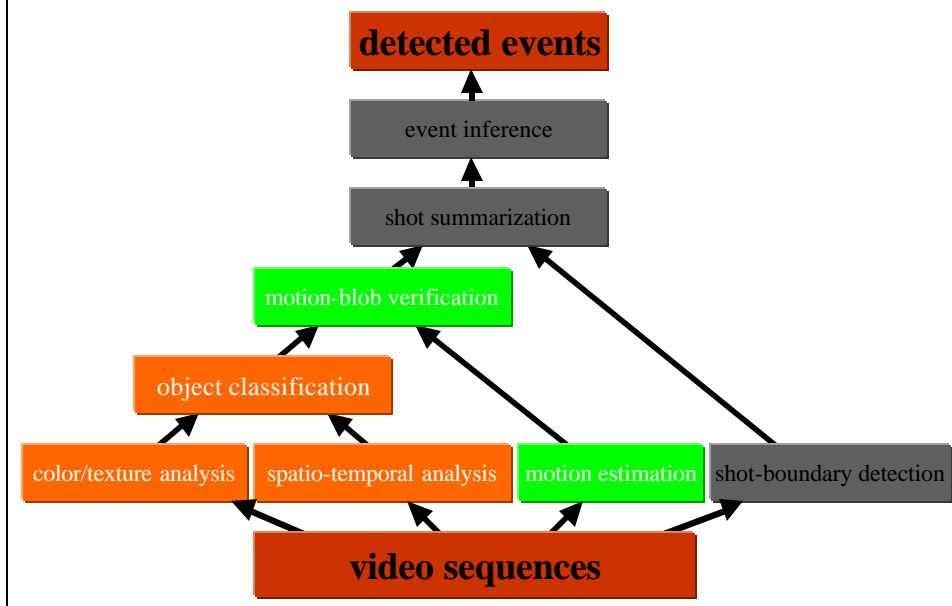 detected events
event inference
shot summarization
motion-blob verification
object classification
color/texture analysis
spatio-temporal analysis
motion estimation
shot-boundary detection
video sequences